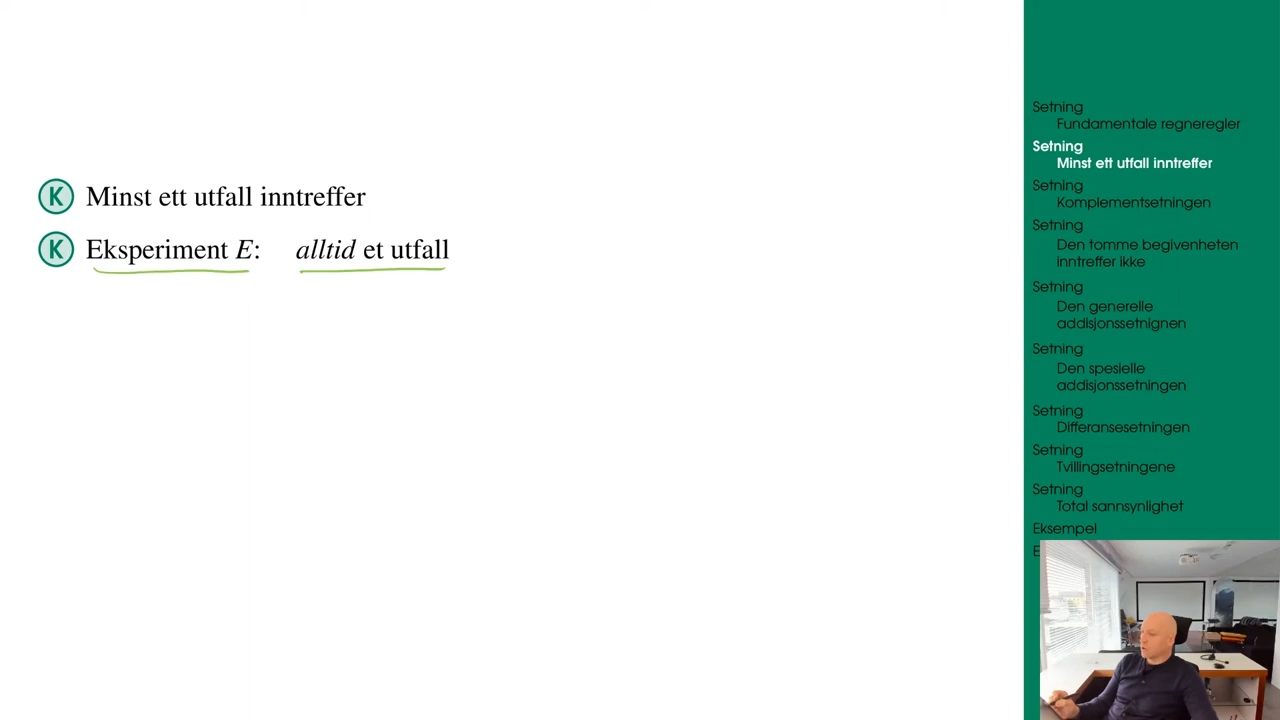 K Minst ett utfall inntreffer
K Eksperiment E: alltid et utfall
Setning
Fundamentale regneregler
Setning
Minst ett utfall inntreffer
Setning
Komplementsetningen
Setning
Den tomme begivenheten
inntreffer ikke
Setning
Den generelle
addisjonssetnignen
Setning
Den spesielle
addisjonssetningen
Setning
Differansesetningen
Setning
Tvillingsetningene
Setning
Total sannsynlighet
Eksempel